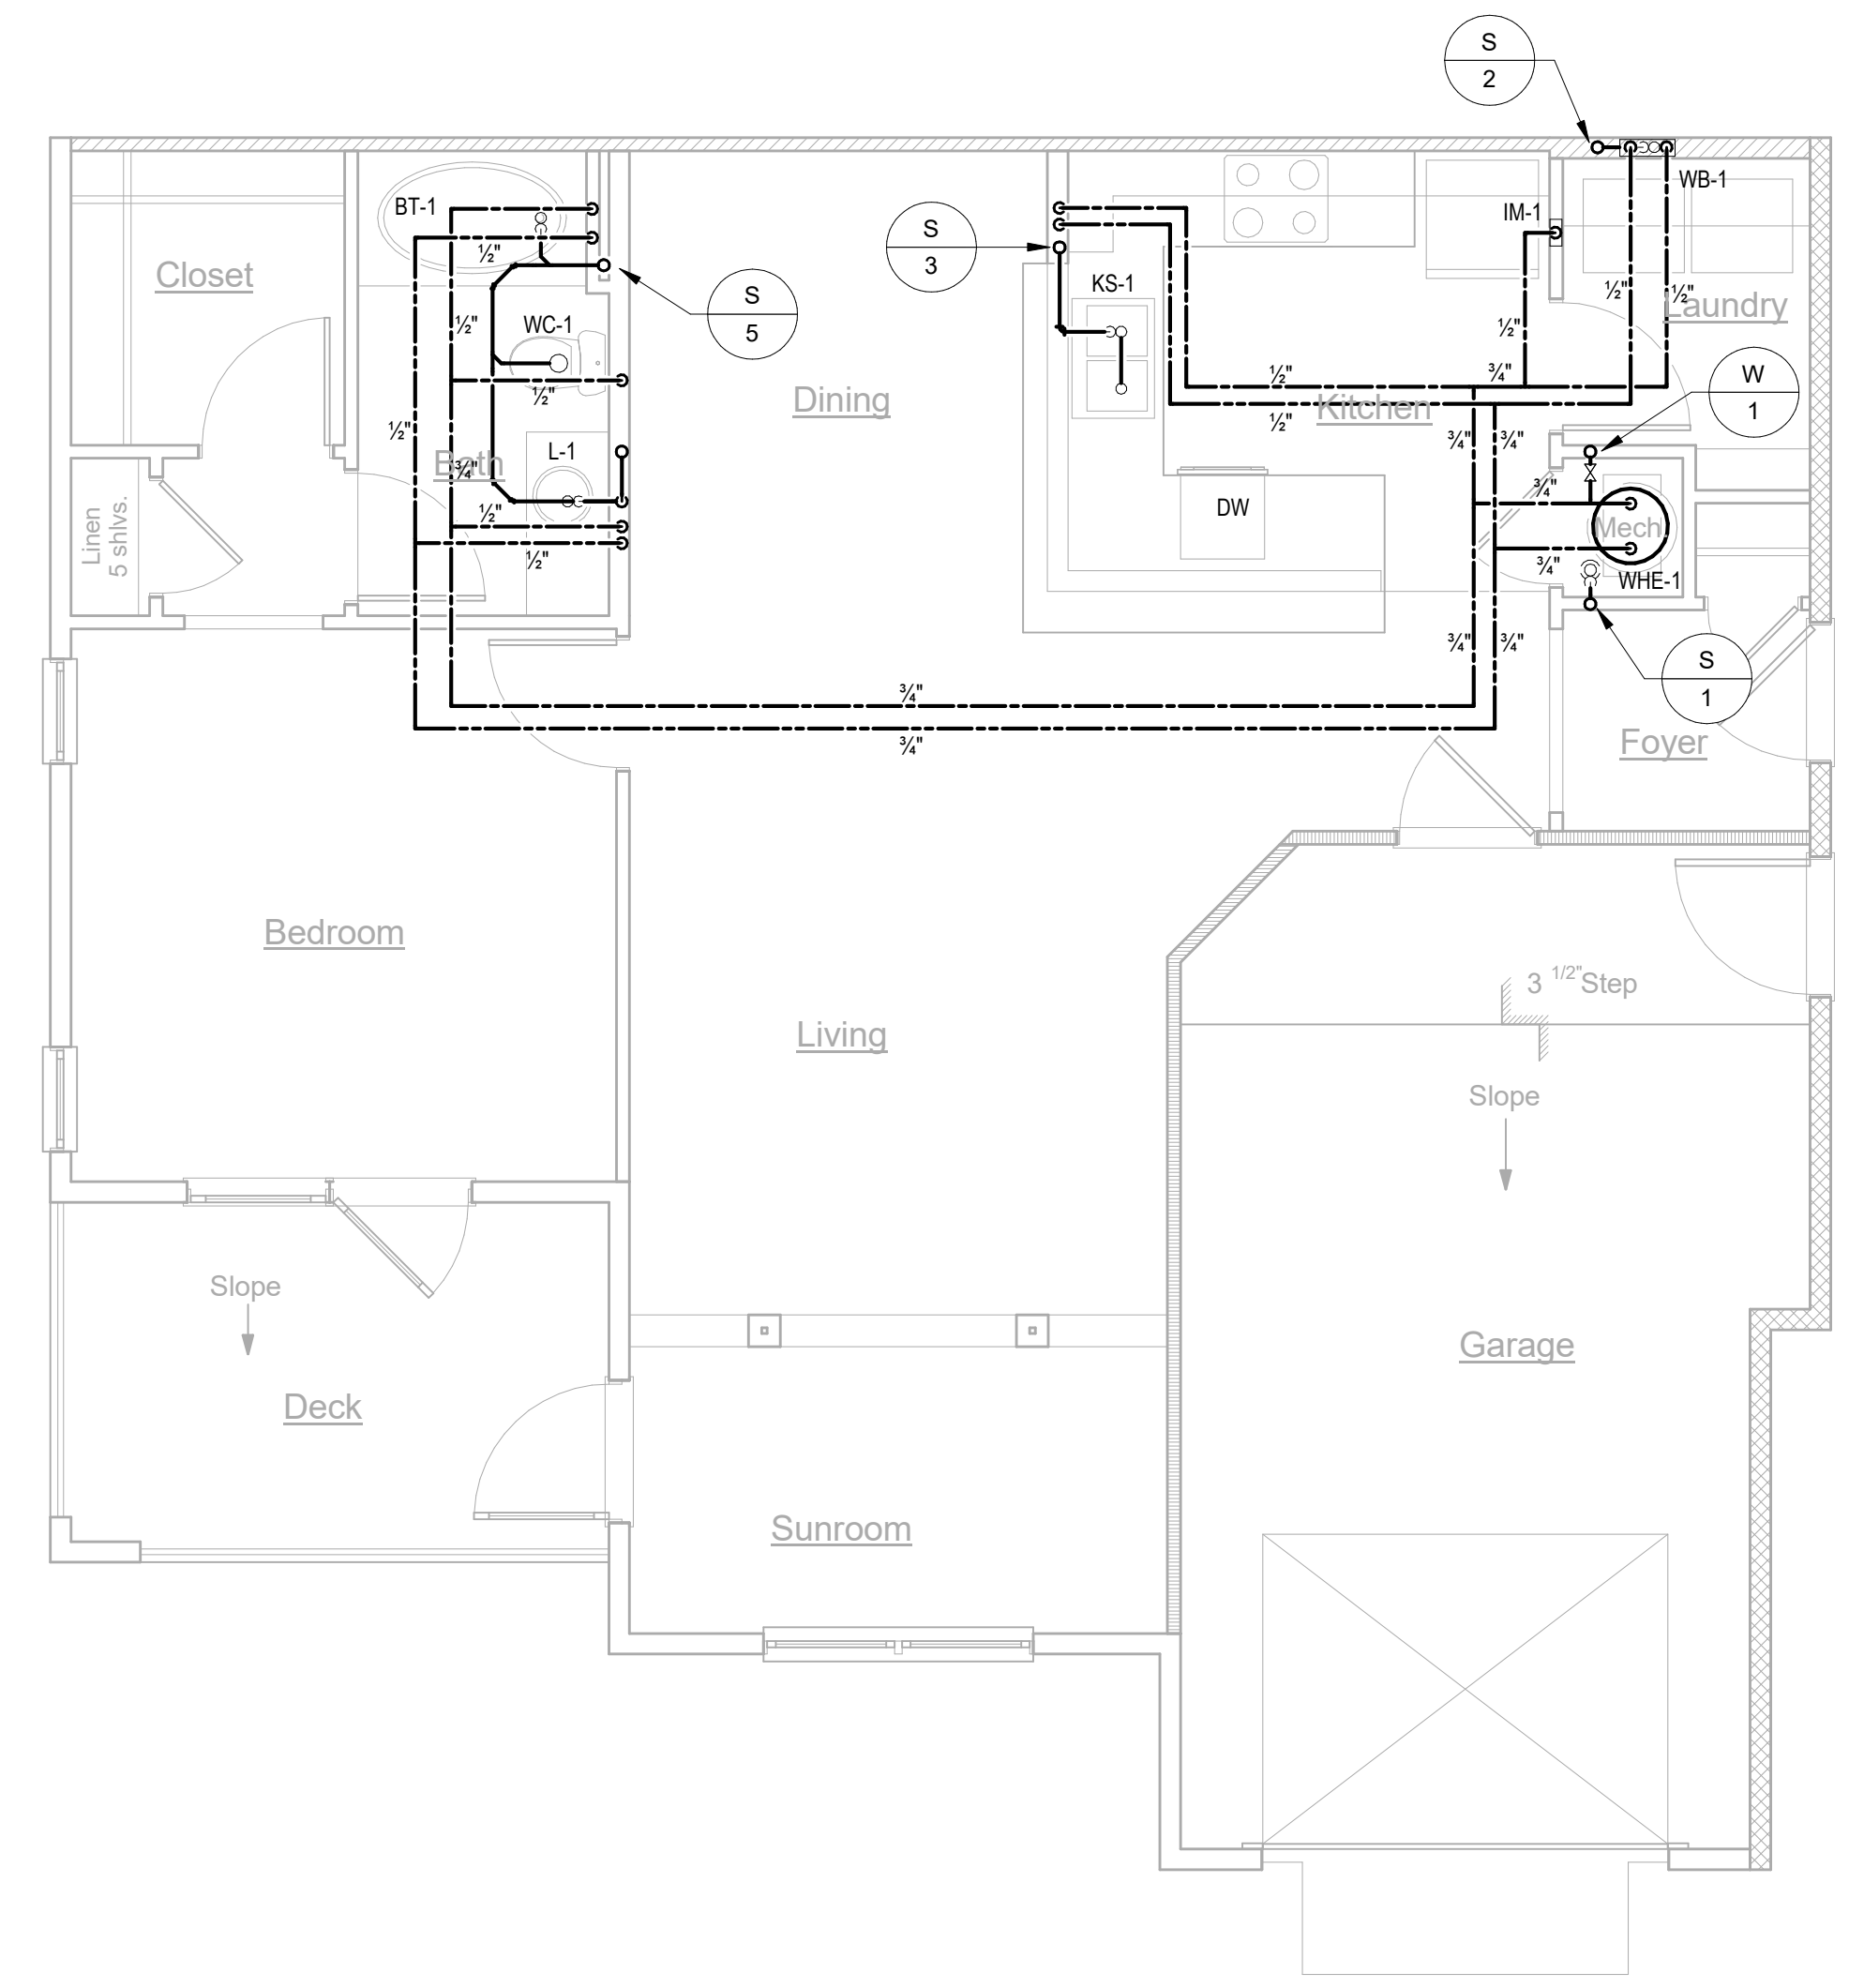 S
2
WB-1
IM-1
BT-1
½"
S
3
KS-1
S
5
Closet
½"
½"
Laundry
WC-1
½"
½"
½"
¾"
W
1
½"
Dining
½"
Kitchen
½"
½"
¾"
¾"
L-1
Bath
¾"
¾"
½"
DW
Linen
5 shlvs.
Mech.
½"
¾"
WHE-1
¾"
¾"
S
1
¾"
¾"
Foyer
Bedroom
3 1/2"Step
Living
Slope
Slope
Garage
Deck
Sunroom